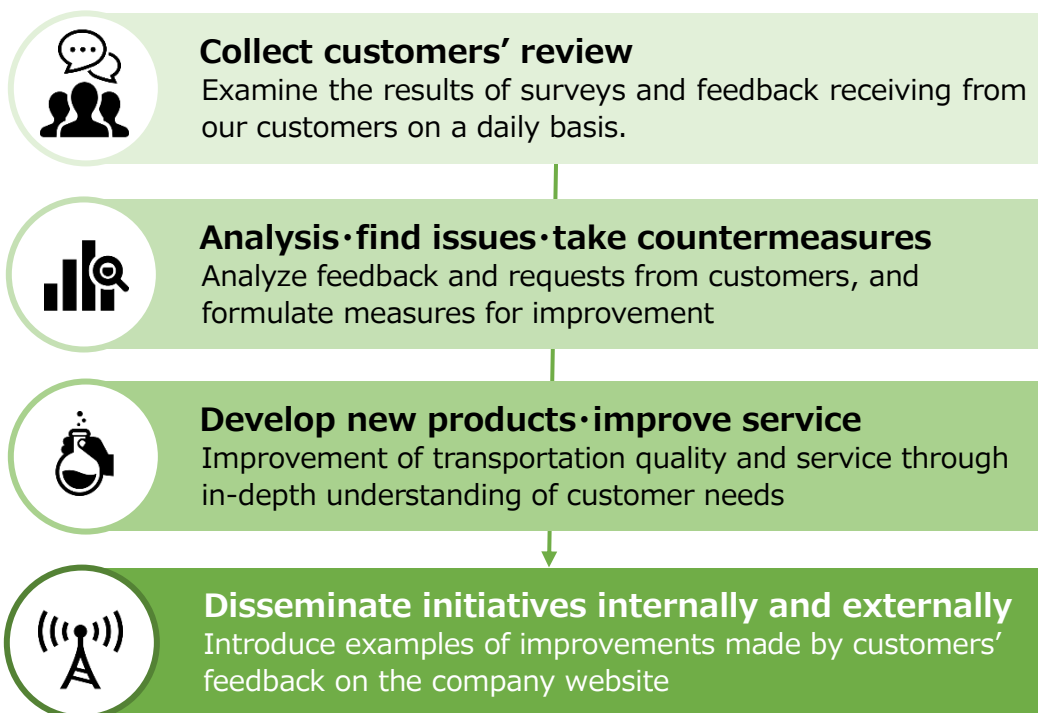 Collect customers’ review
Examine the results of surveys and feedback receiving from
our customers on a daily basis.
Analysis･find issues･take countermeasures
Analyze feedback and requests from customers, and
formulate measures for improvement
Develop new products･improve service
Improvement of transportation quality and service through
in-depth understanding of customer needs
Disseminate initiatives internally and externally
Introduce examples of improvements made by customers’
feedback on the company website